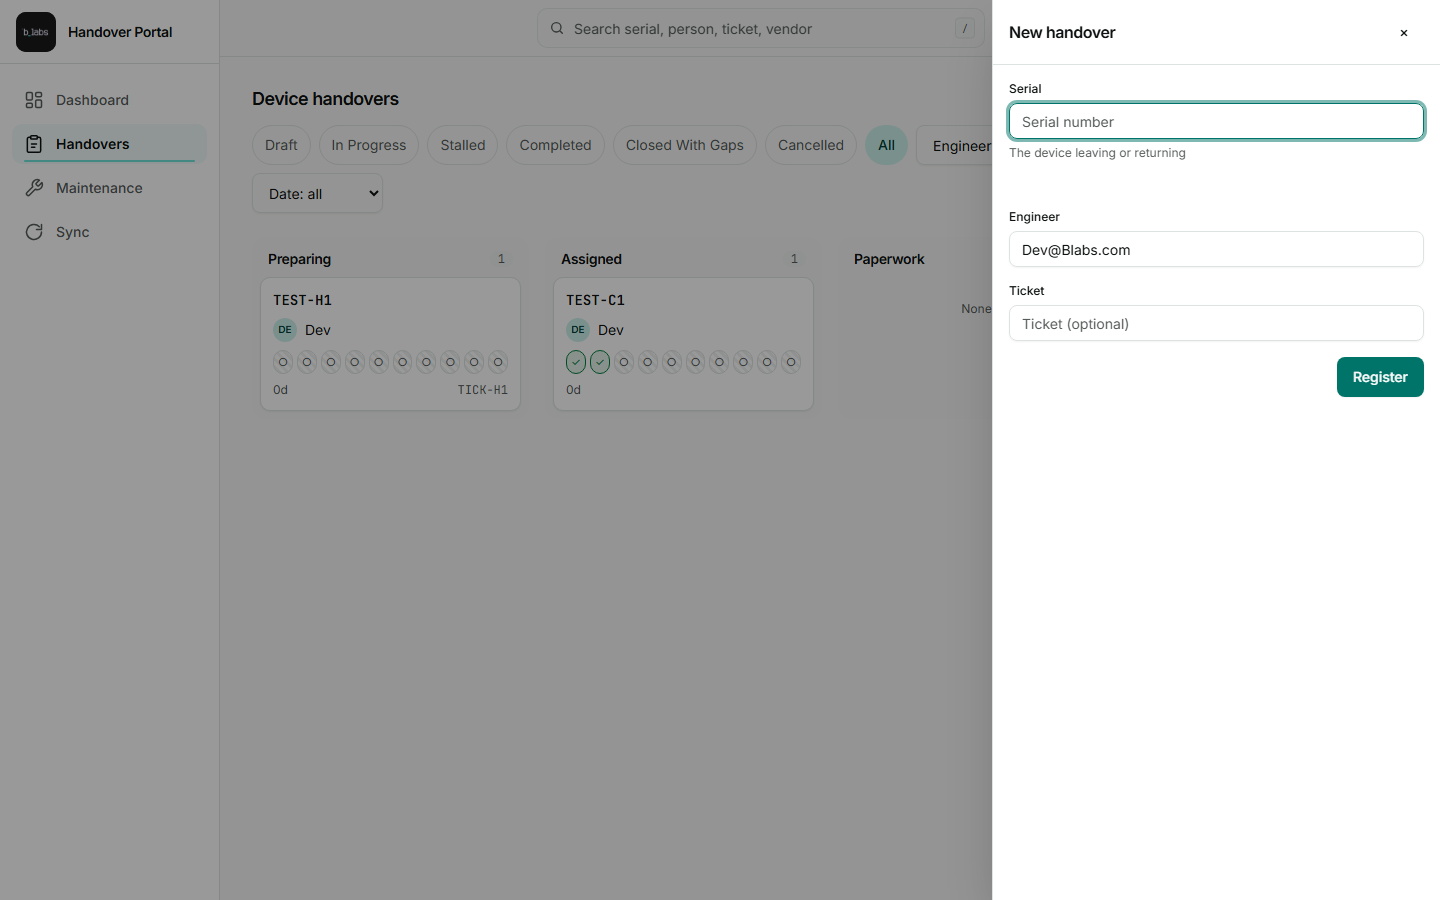 b_labs
Handover Portal
Search serial, person, ticket, vendor
/
New handover
×
Dashboard
Handovers
Maintenance
Sync
Device handovers
Draft
In Progress
Stalled
Completed
Closed With Gaps
Cancelled
All
Engineer
Date: all
Preparing
1
Assigned
1
Paperwork
TEST-H1
DE
Dev
0d
TICK-H1
TEST-C1
DE
Dev
0d
None
Serial
Serial number
The device leaving or returning
Engineer
Dev@Blabs.com
Ticket
Ticket (optional)
Register